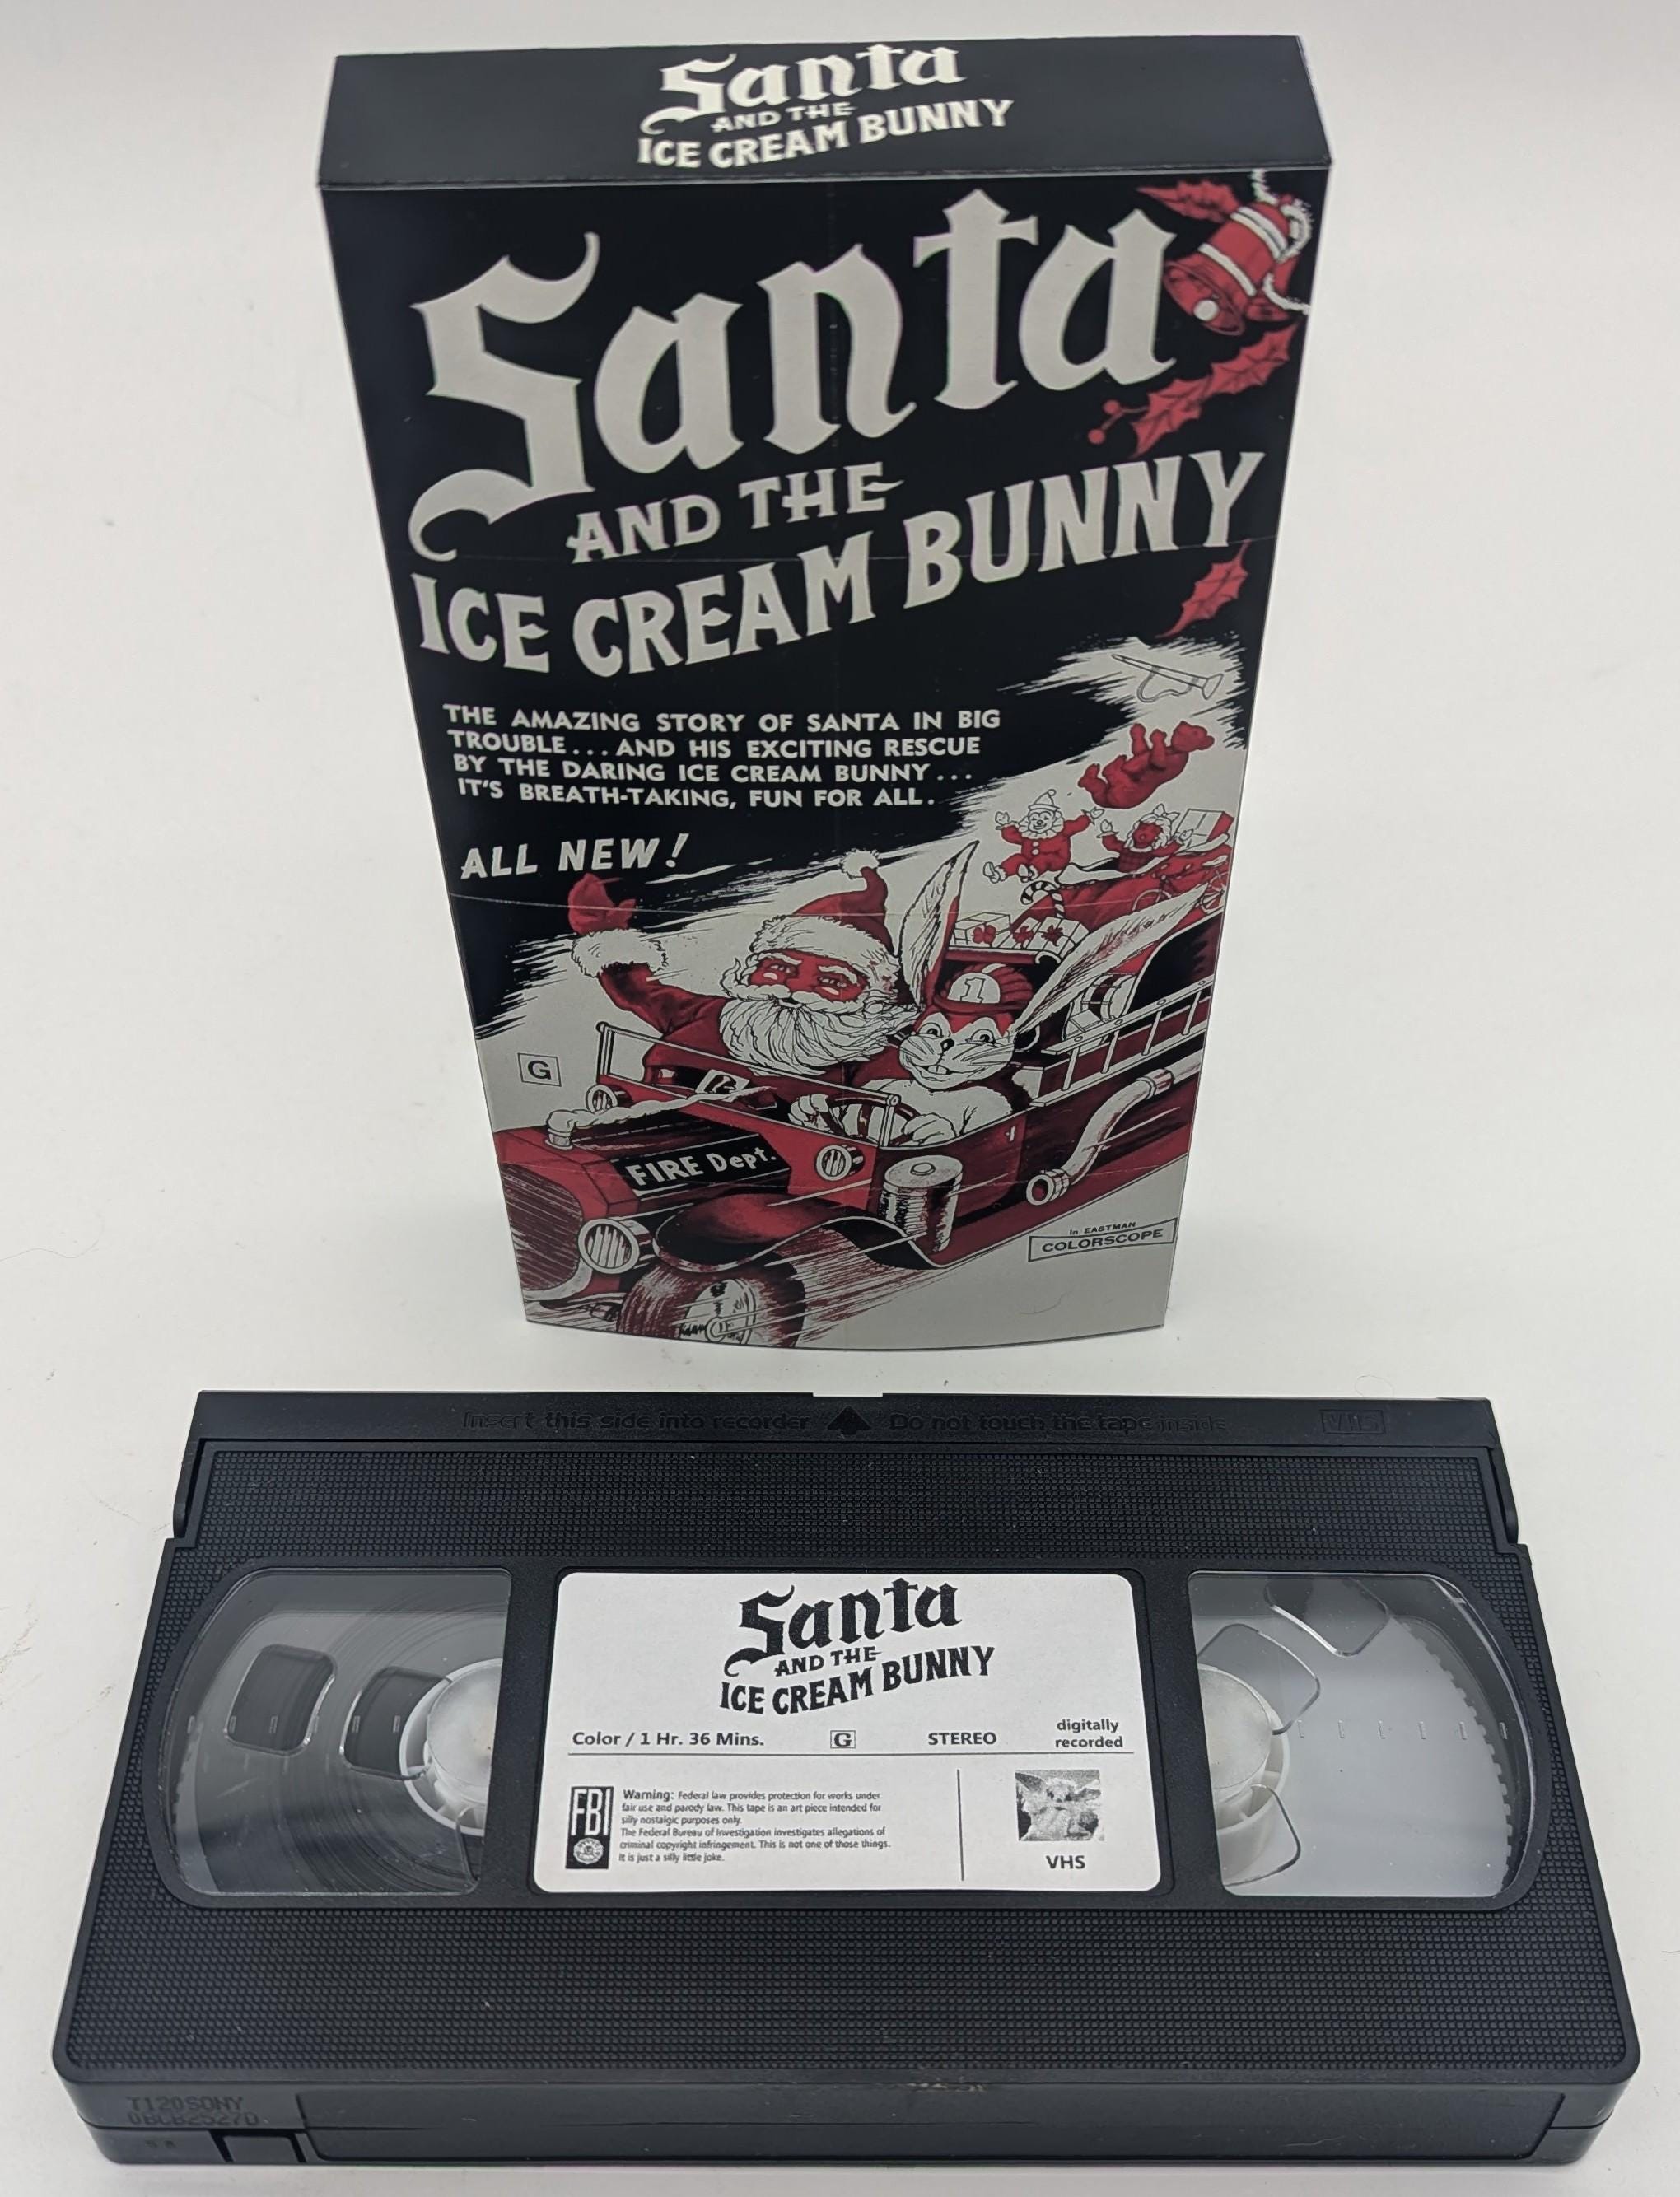 Santa
AND THE
ICE CREAM BUNNY
Santa
AND THE
ICE CREAM BUNNY
THE AMAZING STORY OF SANTA IN BIG
TROUBLE... AND HIS EXCITING RESCUE
BY THE DARING ICE CREAM BUNNY...
IT'S BREATH-TAKING, FUN FOR ALL.
ALL NEW!
1
G
FIRE Dept.
In EASTMAN
COLORSCOPE
Insert this side into recorder Do not touch the tape inside VHS
Santa
AND THE
ICE CREAM BUNNY
Color / 1 Hr. 36 Mins. G STEREO digitally
recorded
FBI
Warning: Federal law provides protection for works under
fair use and parody law. This tape is an art piece intended for
silly nostalgic purposes only.
The Federal Bureau of Investigation investigates allegations of
criminal copyright infringement. This is not one of those things.
It is just a silly little joke.
VHS
T120SONY